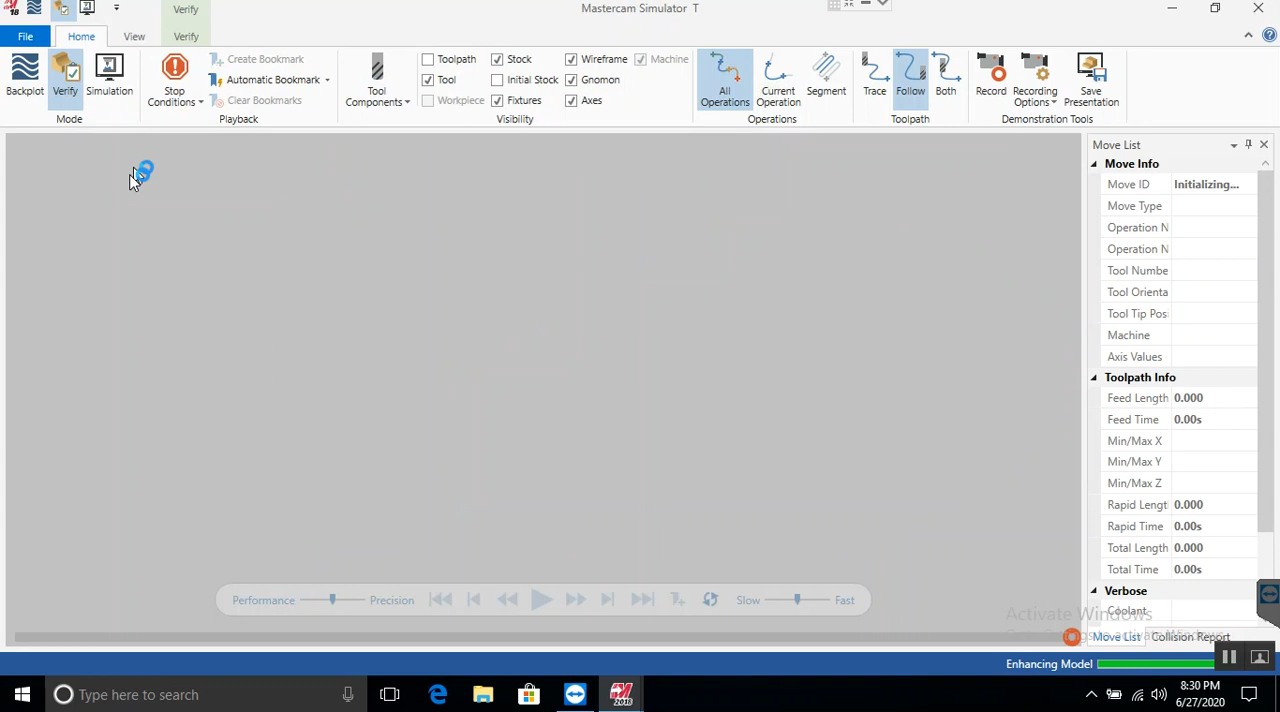 18
Verify
Mastercam Simulator T
File
Home
View
Verify
Backplot
Verify
Simulation
Mode
Stop
Conditions
Create Bookmark
Automatic Bookmark
Clear Bookmarks
Playback
Tool
Components
Toolpath
Tool
Workpiece
Stock
Initial Stock
Fixtures
Wireframe
Gnomon
Axes
Machine
Visibility
All
Operations
Current
Operation
Segment
Operations
Trace
Follow
Both
Toolpath
Record
Recording
Options
Save
Presentation
Demonstration Tools
Move List
Move Info
Move ID Initializing...
Move Type
Operation N
Operation N
Tool Numbe
Tool Orienta
Tool Tip Pos
Machine
Axis Values
Toolpath Info
Feed Length 0.000
Feed Time 0.00s
Min/Max X
Min/Max Y
Min/Max Z
Rapid Lengt 0.000
Rapid Time 0.00s
Total Length 0.000
Total Time 0.00s
Verbose
Coolant
Performance
Precision
Slow
Fast
Activate Windows
Move List
Collision Report
Enhancing Model
Type here to search
2018
8:30 PM
6/27/2020